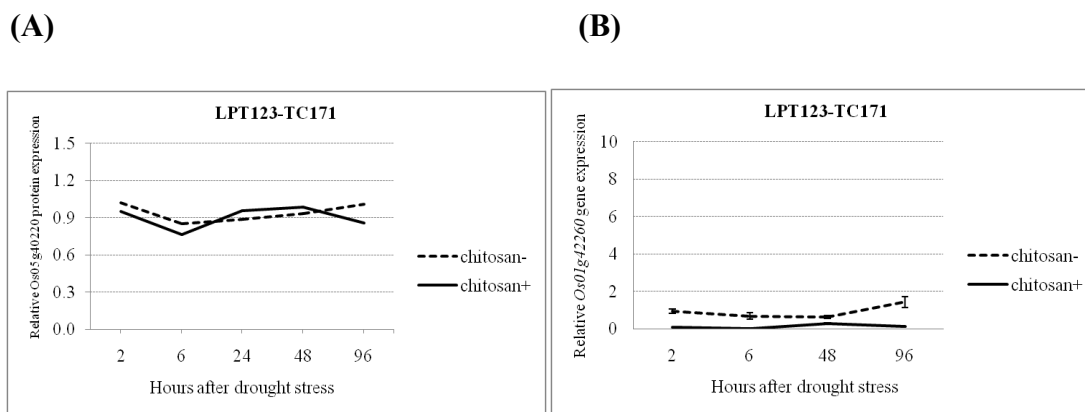 (A)
(B)
LPT123-TC171
Relative Os05g40220 protein expression
1.5
1.2
0.9
0.6
0.3
0.0
2 6 24 48 96
Hours after drought stress
chitosan-
chitosan+
LPT123-TC171
Relative Os01g42260 gene expression
10
8
6
4
2
0
2 6 48 96
Hours after drought stress
chitosan-
chitosan+